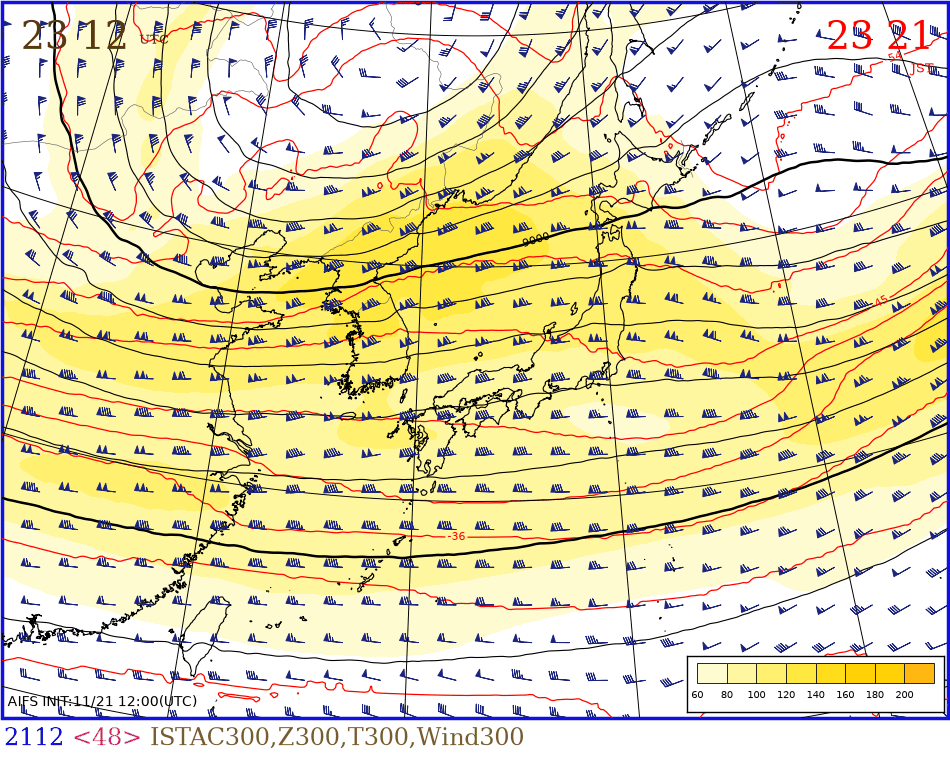 23 12 UTC
23 21 JST
-54
9000
-45
-36
60 80 100 120 140 160 180 200
AIFS INIT:11/21 12:00(UTC)
2112 <48> ISTAC300,Z300,T300,Wind300